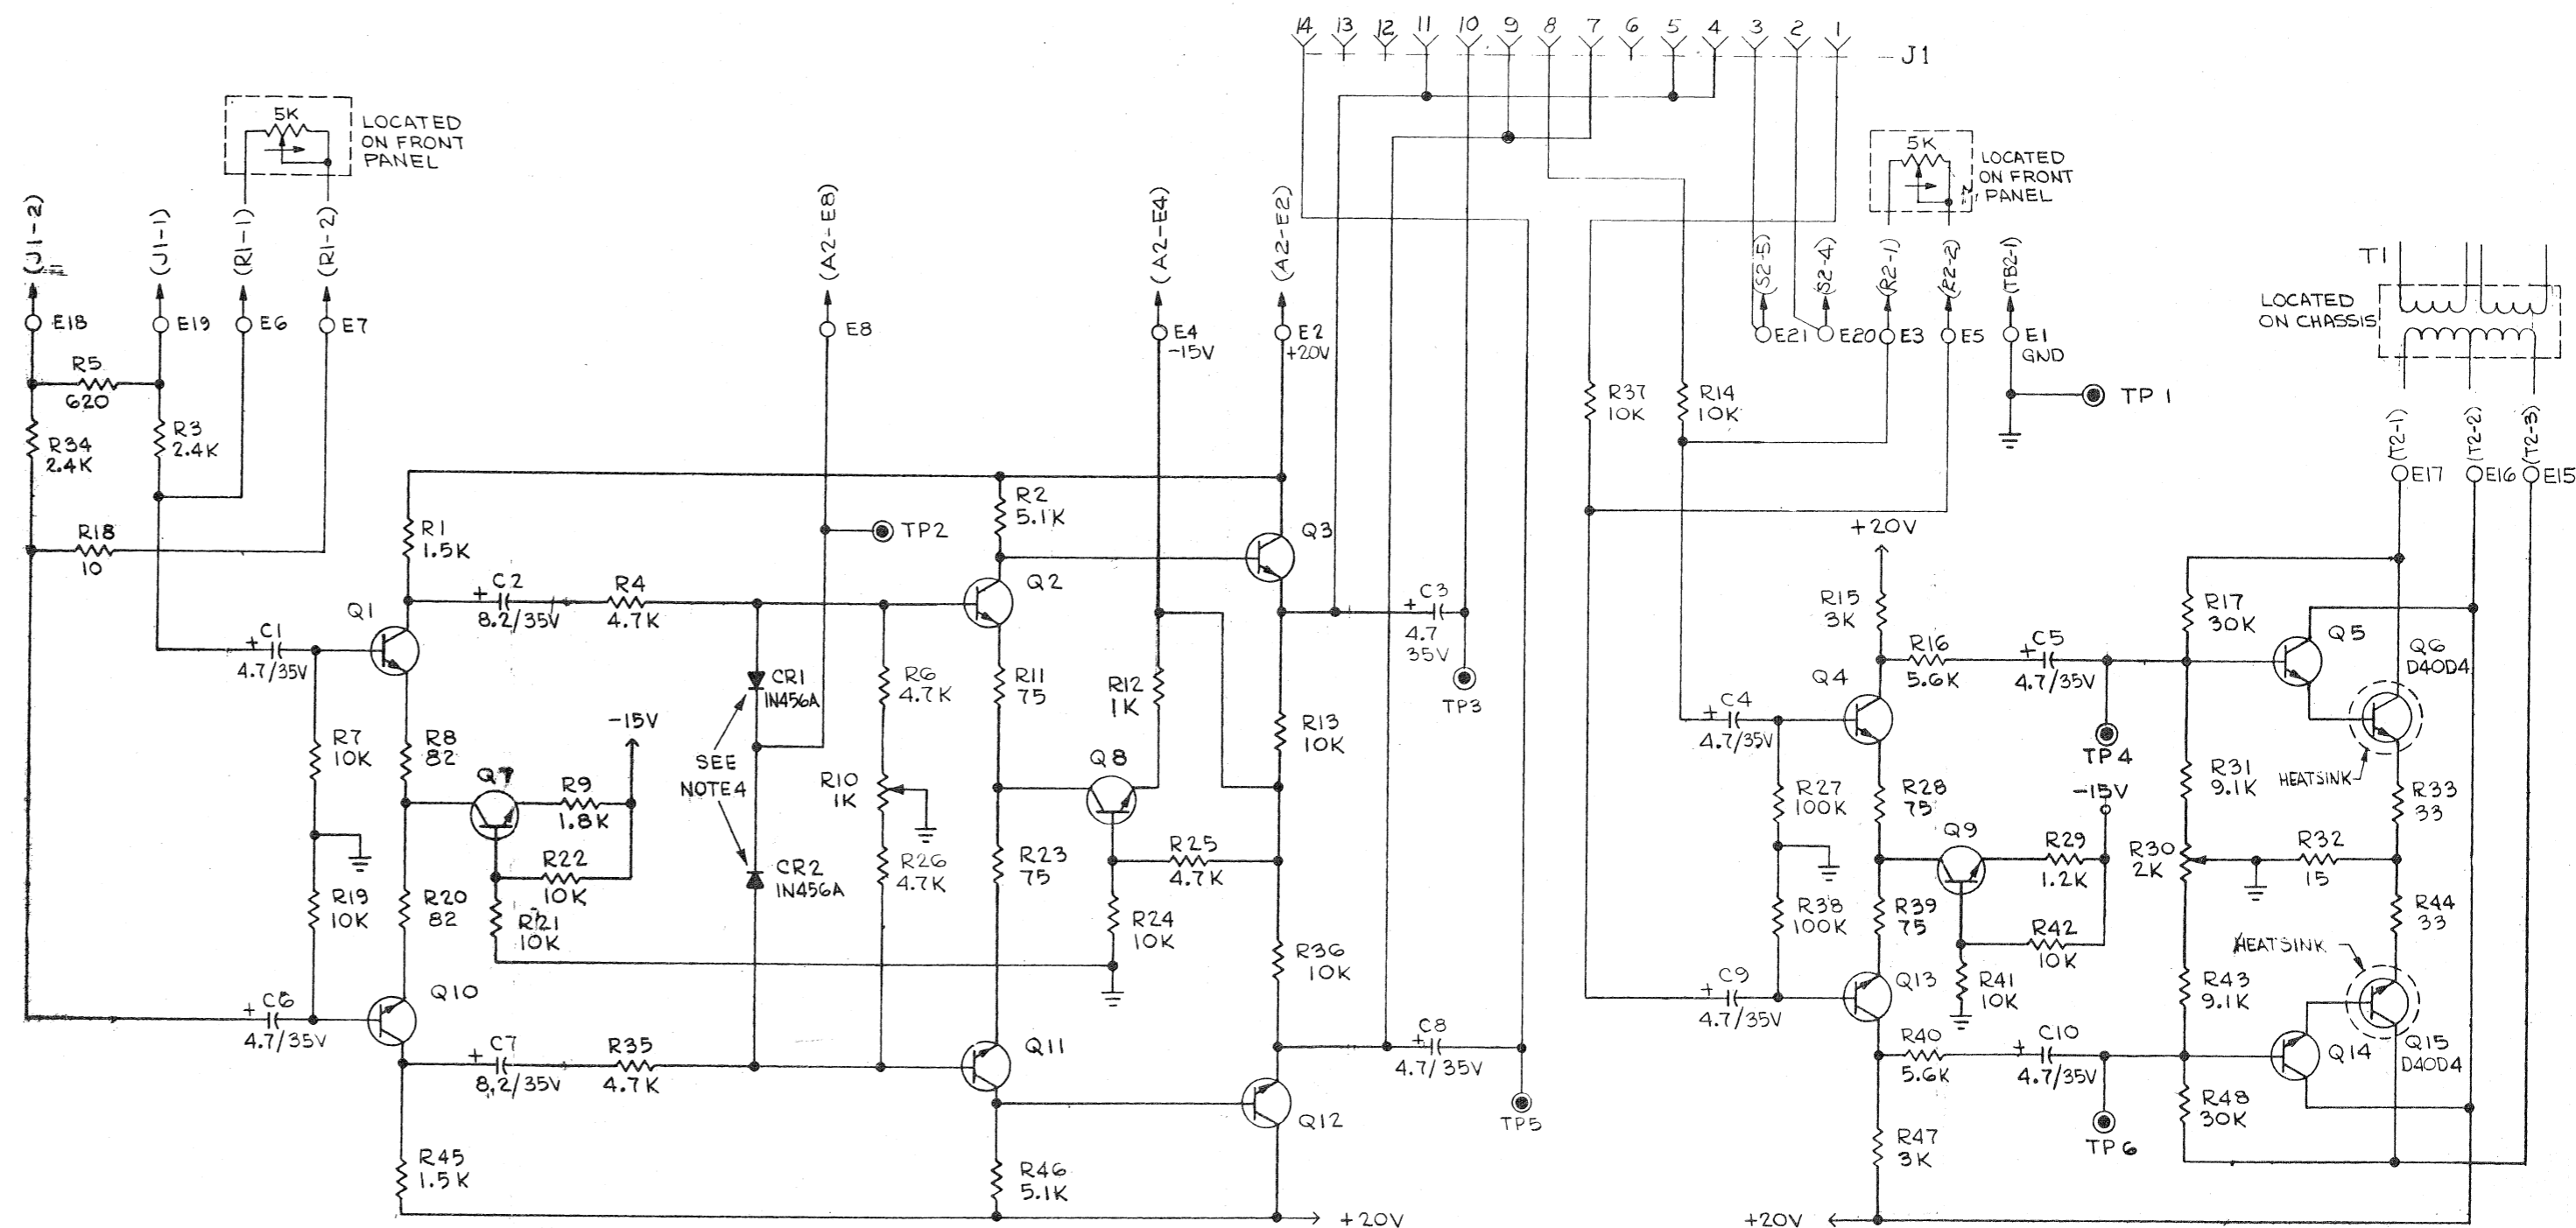 14 13 12 11 10 9 8 7 6 5 4 3 2 1
J1
5K
LOCATED
ON FRONT
PANEL
5K
LOCATED
ON FRONT
PANEL
(J1-2)
(J1-1)
(R1-1)
(R1-2)
(A2-E8)
(A2-E4)
(A2-E2)
(S2-5)
(S2-4)
(R2-1)
(R2-2)
(TB2-1)
T1
LOCATED
ON CHASSIS
E18
E19
E6
E7
E8
E4
-15V
E2
+20V
E21
E20
E3
E5
E1
GND
TP 1
(T2-1)
(T2-2)
(T2-3)
E17
E16
E15
R5
620
R34
2.4K
R3
2.4K
R18
10
R1
1.5K
R2
5.1K
R37
10K
R14
10K
TP2
Q3
+20V
Q1
C2
8.2/35V
+
R4
4.7K
Q2
C3
+
4.7
35V
R15
3K
R17
30K
Q5
Q6
D40D4
C1
+
4.7/35V
CR1
IN456A
R6
4.7K
R11
75
R12
1K
TP3
Q4
R16
5.6K
C5
+
4.7/35V
C4
+
4.7/35V
TP4
R7
10K
R8
82
-15V
Q7
R9
1.8K
SEE
NOTE4
R10
1K
Q8
R13
10K
R27
100K
R28
75
-15V
R31
9.1K
HEATSINK
R33
33
R22
10K
CR2
IN456A
R26
4.7K
R23
75
R25
4.7K
Q9
R29
1.2K
R30
2K
R32
15
R19
10K
R20
82
R21
10K
R24
10K
R38
100K
R39
75
R42
10K
R44
33
HEATSINK
R36
10K
C9
+
4.7/35V
Q13
R41
10K
R43
9.1K
C6
+
4.7/35V
Q10
C7
+
8.2/35V
R35
4.7K
Q11
C8
+
4.7/35V
R40
5.6K
C10
+
4.7/35V
Q14
Q15
D40D4
Q12
TP5
R47
3K
TP6
R48
30K
R45
1.5K
R46
5.1K
+20V
+20V